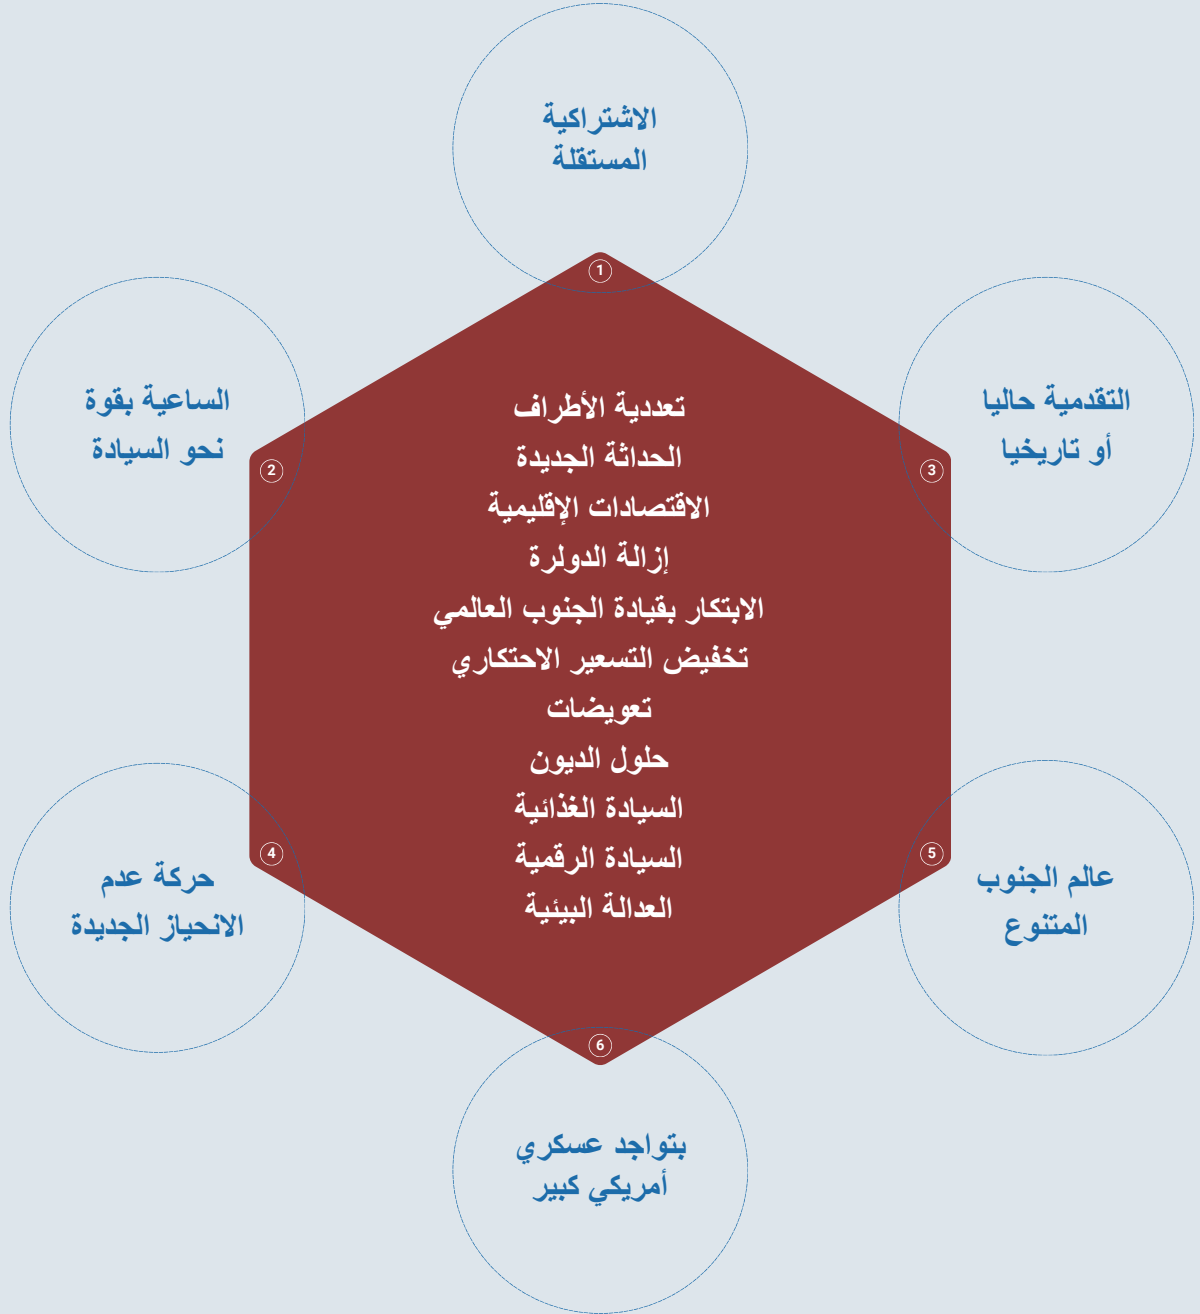 الاشتراكية
المستقلة
1
الساعية بقوة
نحو السيادة
2
التقدمية حاليا
أو تاريخيا
3
تعددية الأطراف
الحداثة الجديدة
الاقتصادات الإقليمية
إزالة الدولرة
الابتكار بقيادة الجنوب العالمي
تخفيض التسعير الاحتكاري
تعويضات
حلول الديون
السيادة الغذائية
السيادة الرقمية
العدالة البيئية
4
حركة عدم
الانحياز الجديدة
5
عالم الجنوب
المتنوع
6
بتواجد عسكري
أمريكي كبير